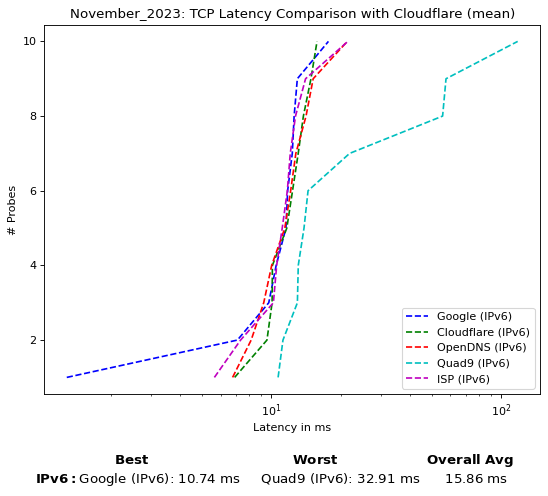 November_2023: TCP Latency Comparison with Cloudflare (mean)
10
8
6
4
2
# Probes
Google (IPv6)
Cloudflare (IPv6)
OpenDNS (IPv6)
Quad9 (IPv6)
ISP (IPv6)
10¹
10²
Latency in ms
Best Worst Overall Avg
IPv6: Google (IPv6): 10.74 ms Quad9 (IPv6): 32.91 ms 15.86 ms